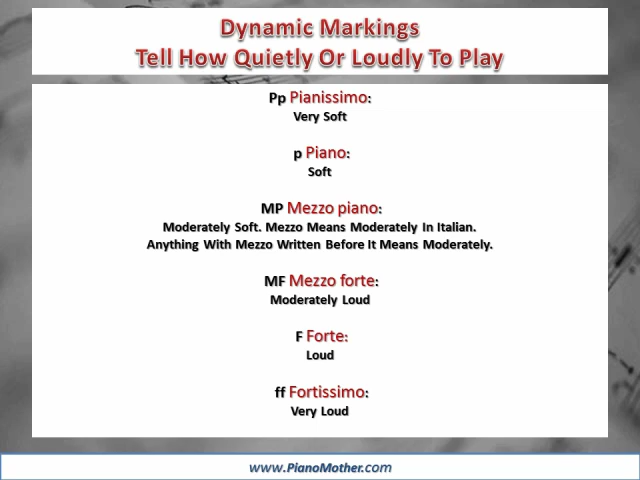 Dynamic Markings
Tell How Quietly Or Loudly To Play
Pp Pianissimo:
Very Soft
p Piano:
Soft
MP Mezzo piano:
Moderately Soft. Mezzo Means Moderately In Italian.
Anything With Mezzo Written Before It Means Moderately.
MF Mezzo forte:
Moderately Loud
F Forte:
Loud
ff Fortissimo:
Very Loud
www.PianoMother.com